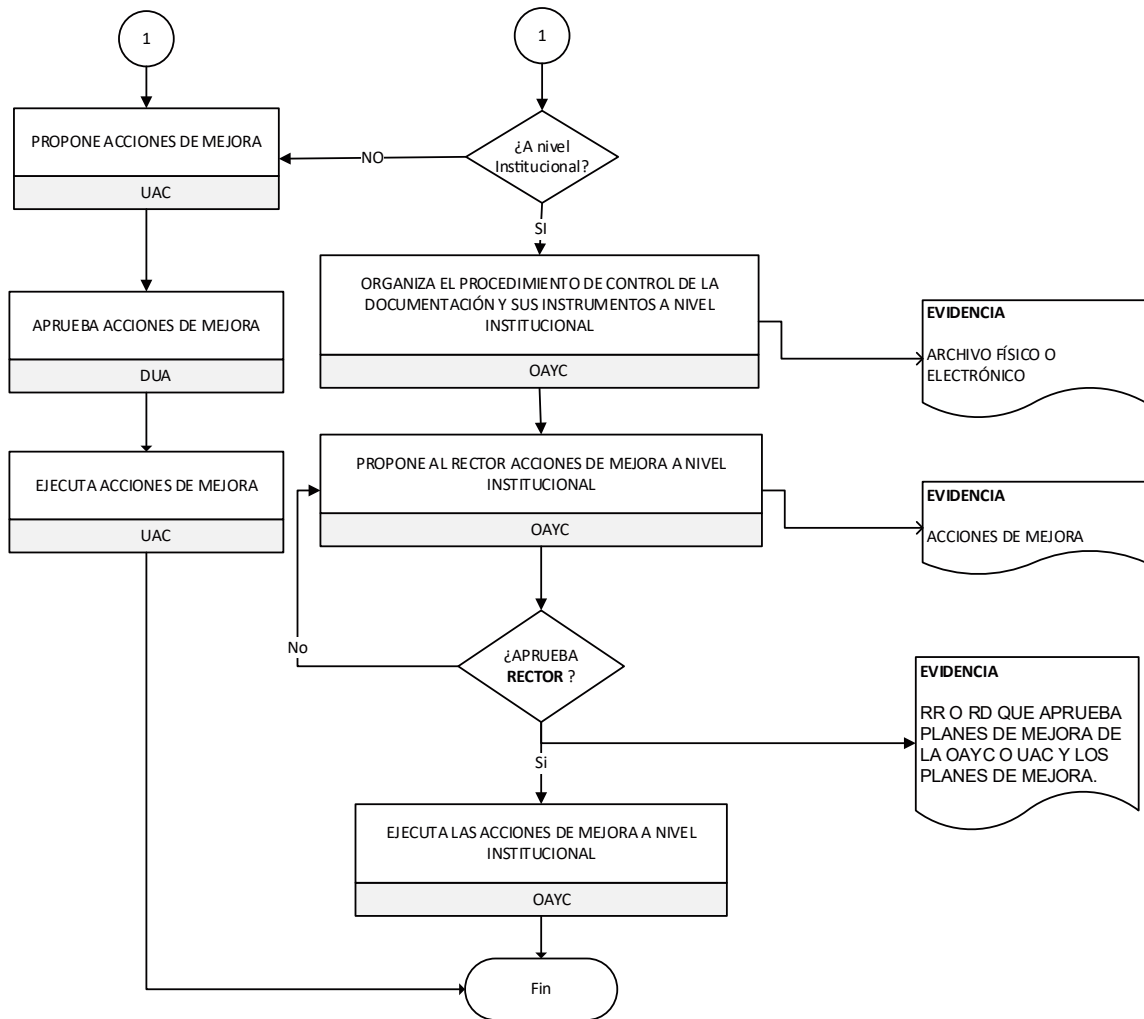 1
1
PROPONE ACCIONES DE MEJORA
UAC
¿A nivel
Institucional?
NO
SI
ORGANIZA EL PROCEDIMIENTO DE CONTROL DE LA
DOCUMENTACIÓN Y SUS INSTRUMENTOS A NIVEL
INSTITUCIONAL
OAYC
EVIDENCIA
ARCHIVO FÍSICO O
ELECTRÓNICO
APRUEBA ACCIONES DE MEJORA
DUA
PROPONE AL RECTOR ACCIONES DE MEJORA A NIVEL
INSTITUCIONAL
OAYC
EVIDENCIA
ACCIONES DE MEJORA
EJECUTA ACCIONES DE MEJORA
UAC
No
¿APRUEBA
RECTOR ?
Si
EVIDENCIA
RR O RD QUE APRUEBA
PLANES DE MEJORA DE
LA OAYC O UAC Y LOS
PLANES DE MEJORA.
EJECUTA LAS ACCIONES DE MEJORA A NIVEL
INSTITUCIONAL
OAYC
Fin